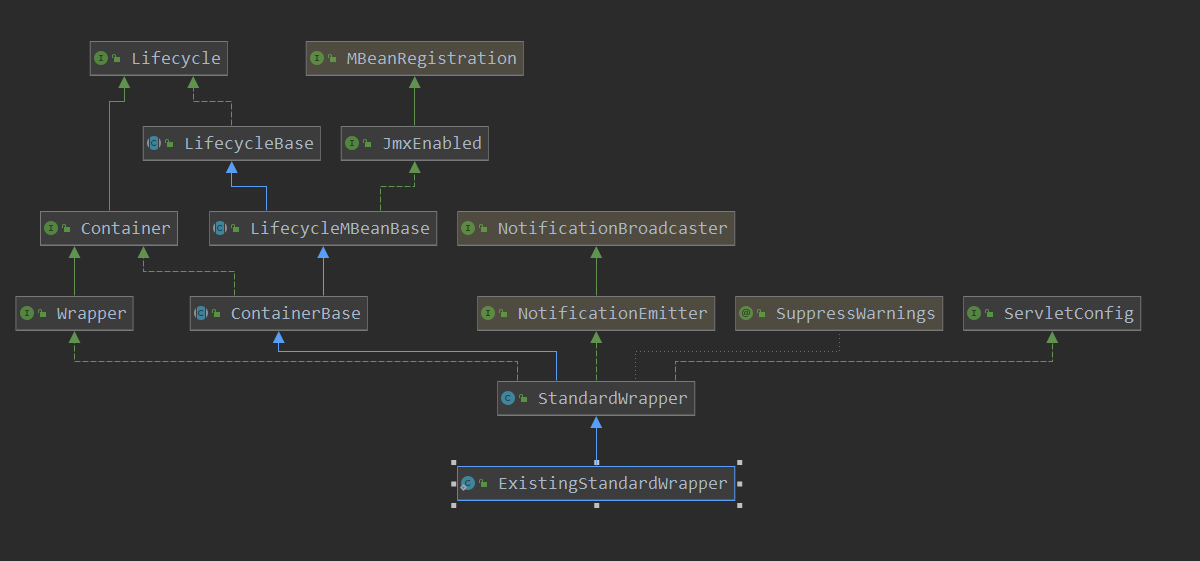 Lifecycle
MBeanRegistration
LifecycleBase
JmxEnabled
Container
LifecycleMBeanBase
NotificationBroadcaster
Wrapper
ContainerBase
NotificationEmitter
SuppressWarnings
ServletConfig
StandardWrapper
ExistingStandardWrapper